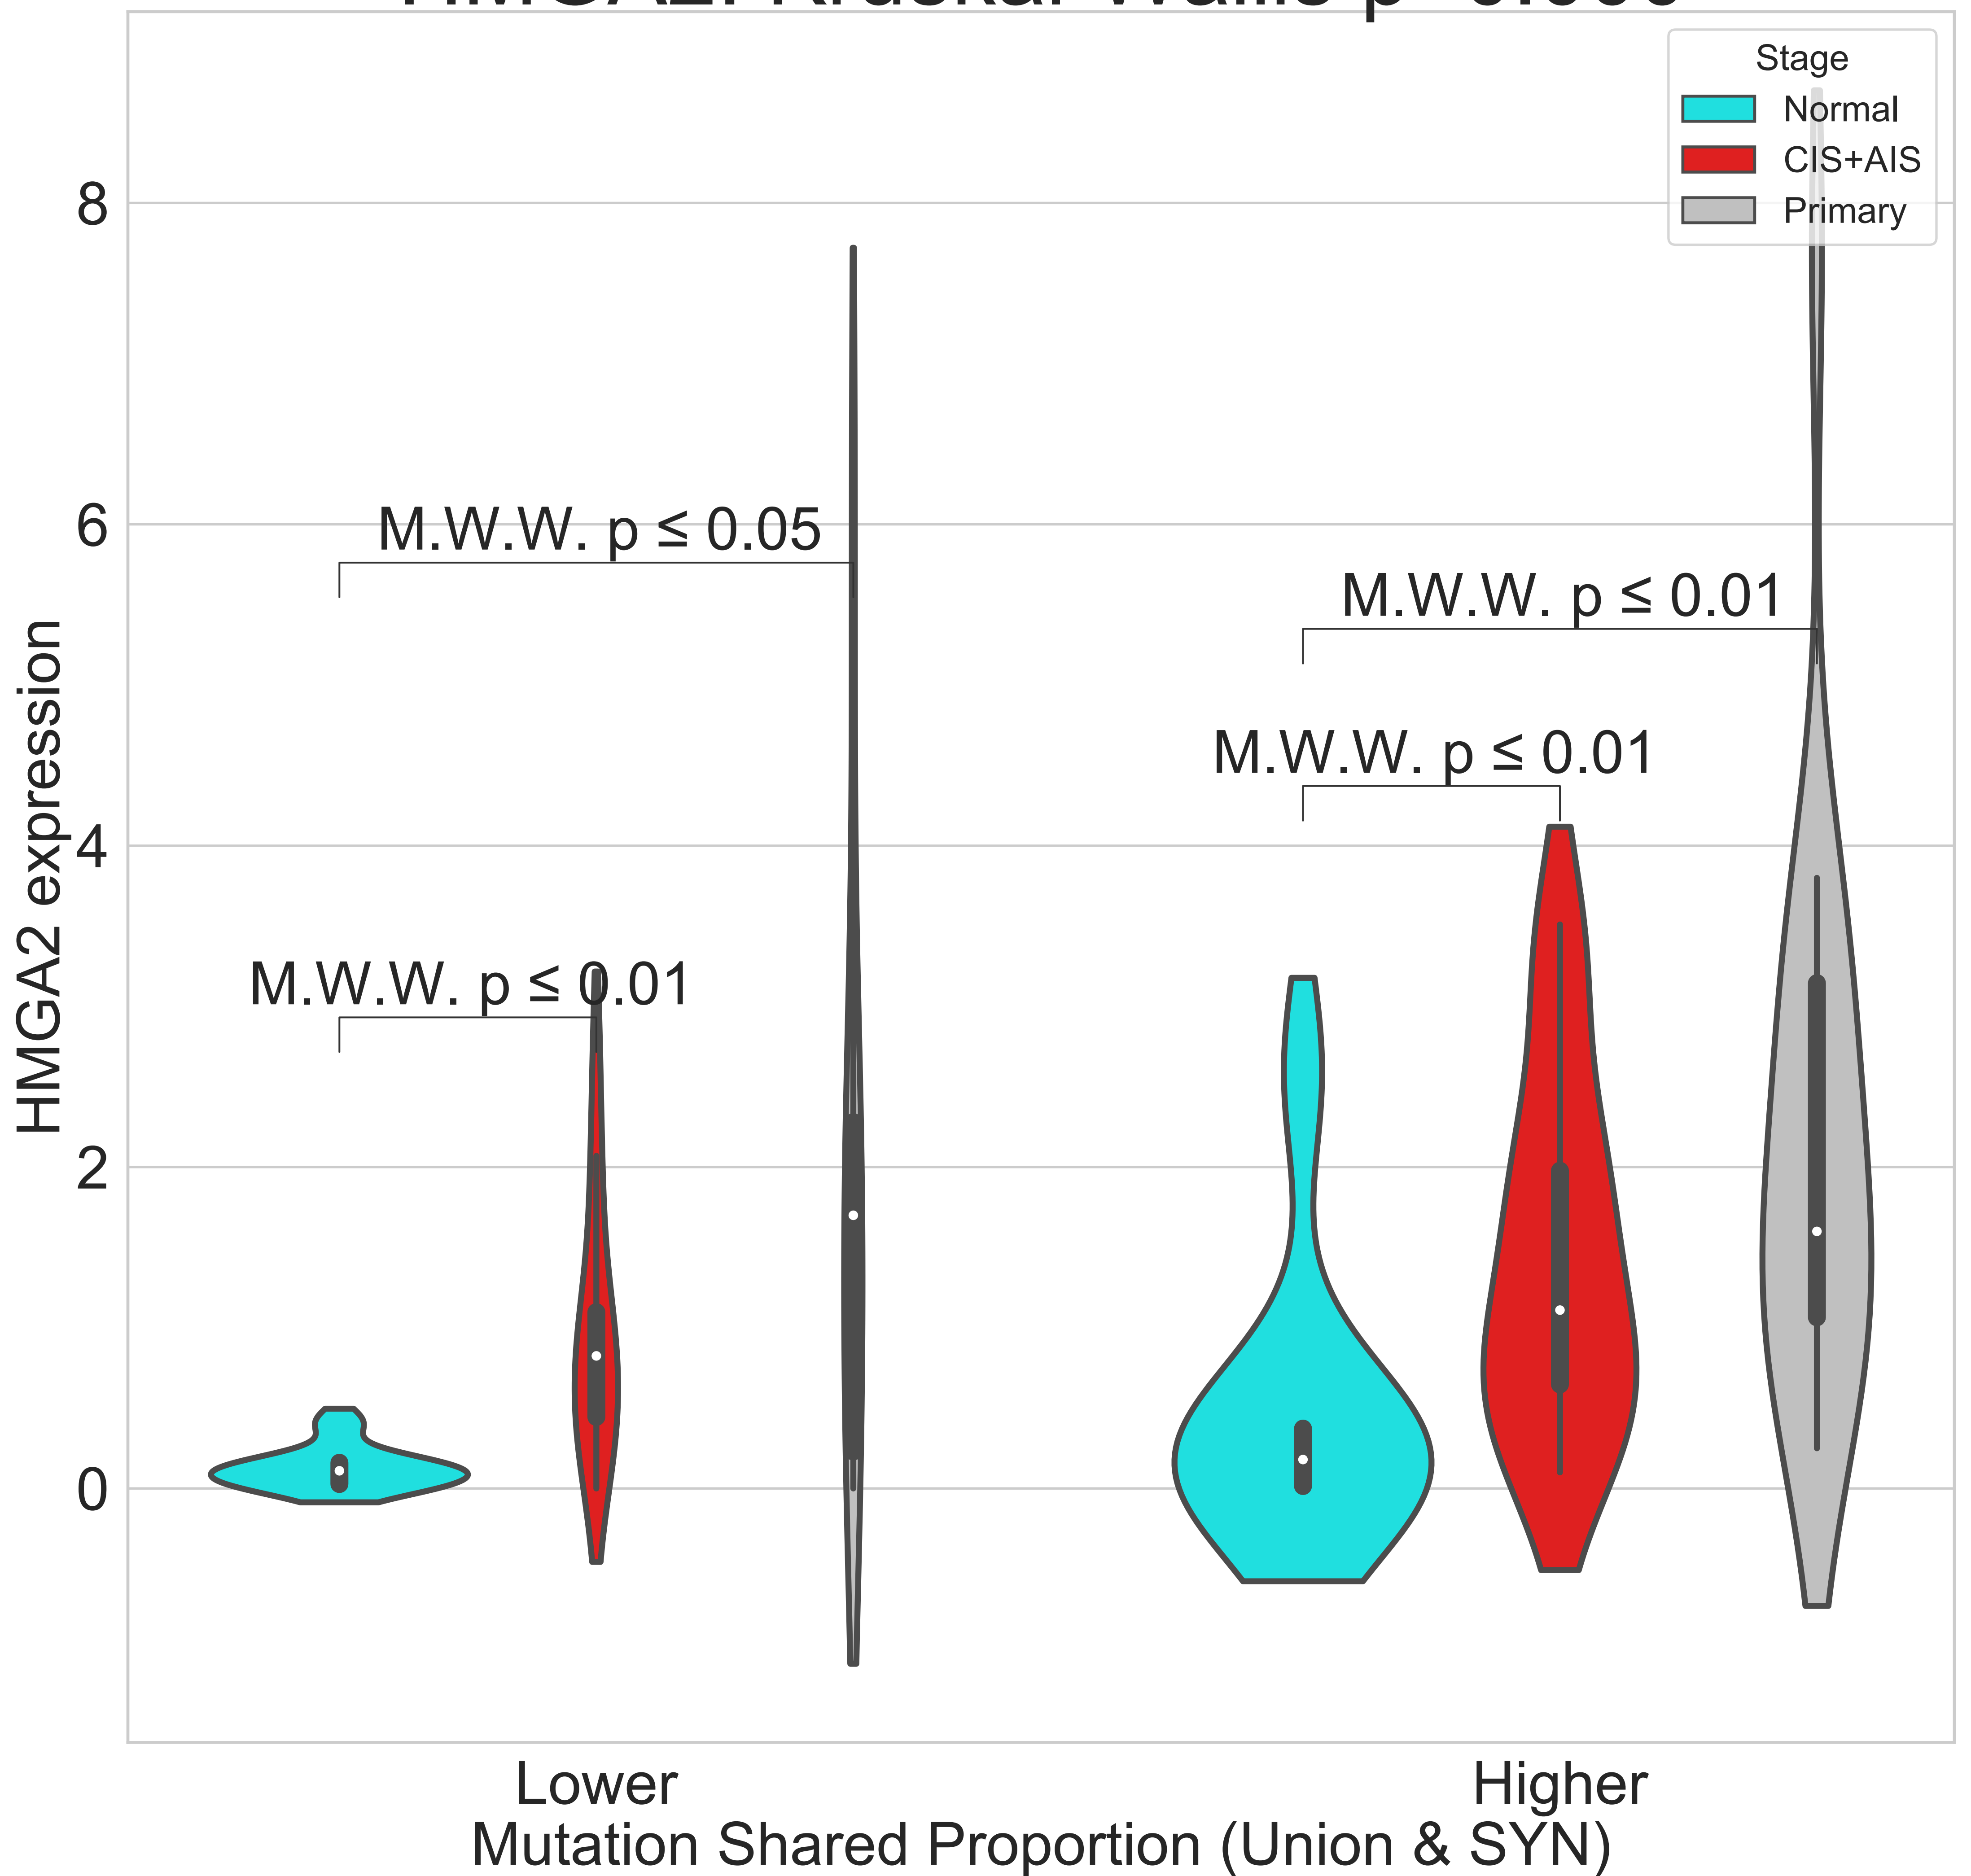 Stage
Normal
CIS+AIS
Primary
8
6
4
2
0
HMGA2 expression
M.W.W. p ≤ 0.05
M.W.W. p ≤ 0.01
M.W.W. p ≤ 0.01
M.W.W. p ≤ 0.01
Lower
Higher
Mutation Shared Proportion (Union & SYN)